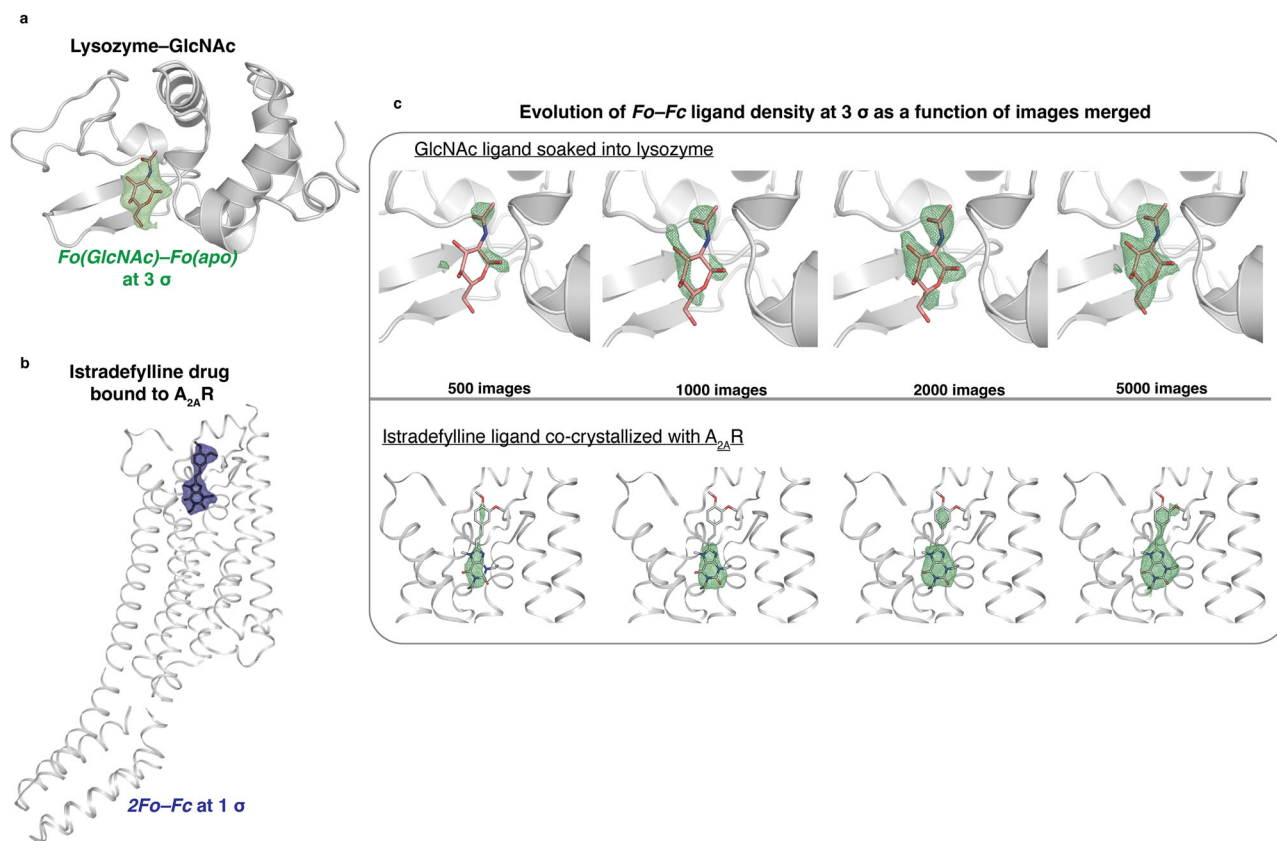 a
Lysozyme–GlcNAc
Fo(GlcNAc)–Fo(apo)
at 3 σ
b
Istradefylline drug
bound to A2AR
2Fo–Fc at 1 σ
c
Evolution of Fo–Fc ligand density at 3 σ as a function of images merged
GlcNAc ligand soaked into lysozyme
500 images
1000 images
2000 images
5000 images
Istradefylline ligand co-crystallized with A2AR